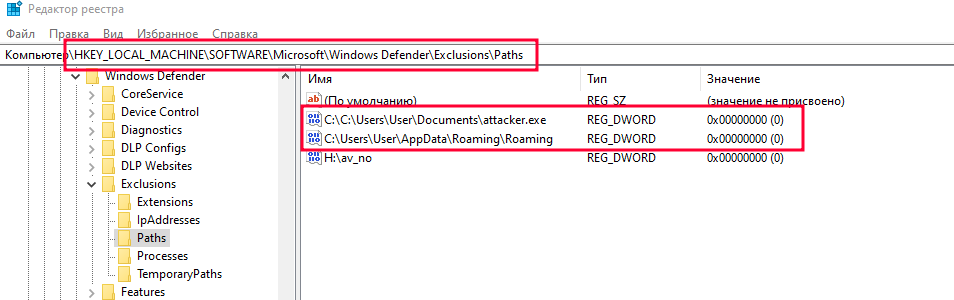 Редактор реестра
Файл Правка Вид Избранное Справка
Компьютер\HKEY_LOCAL_MACHINE\SOFTWARE\Microsoft\Windows Defender\Exclusions\Paths
Windows Defender
CoreService
Device Control
Diagnostics
DLP Configs
DLP Websites
Exclusions
Extensions
IpAddresses
Paths
Processes
TemporaryPaths
Features
Имя Тип Значение
ab (По умолчанию) REG_SZ (значение не присвоено)
C:\C:\Users\User\Documents\attacker.exe REG_DWORD 0x00000000 (0)
C:\Users\User\AppData\Roaming\Roaming REG_DWORD 0x00000000 (0)
H:\av_no REG_DWORD 0x00000000 (0)